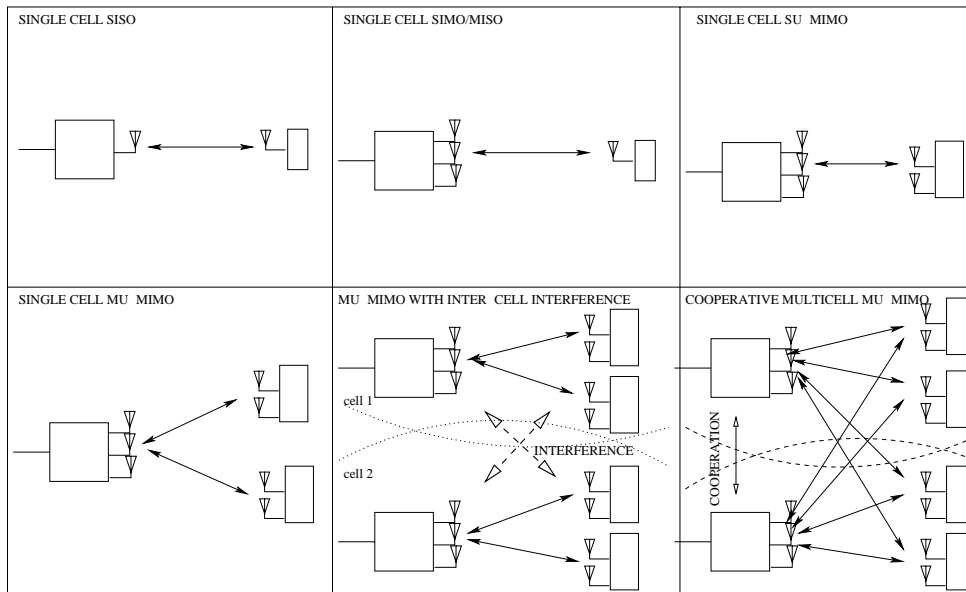 SINGLE CELL SISO
SINGLE CELL SIMO/MISO
SINGLE CELL SU MIMO
SINGLE CELL MU MIMO
MU MIMO WITH INTER CELL INTERFERENCE
COOPERATIVE MULTICELL MU MIMO
cell 1
INTERFERENCE
cell 2
COOPERATION